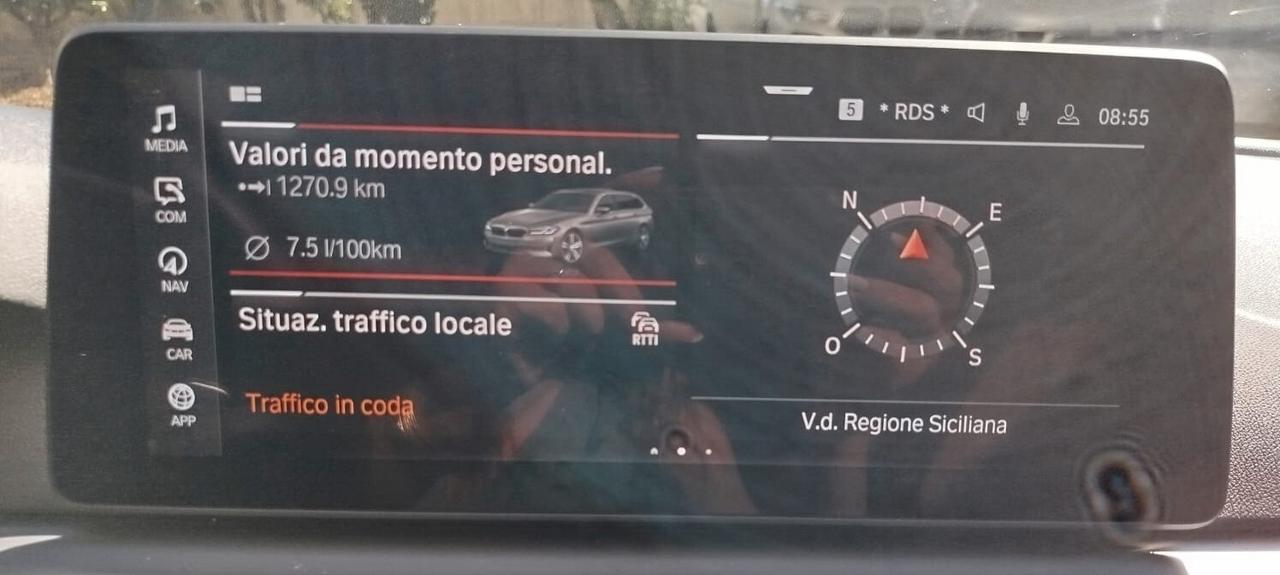 MEDIA
COM
NAV
CAR
APP
5 * RDS * 08:55
Valori da momento personal.
1270.9 km
7.5 l/100km
Situaz. traffico locale
RTTI
Traffico in coda
N
E
O
S
V.d. Regione Siciliana